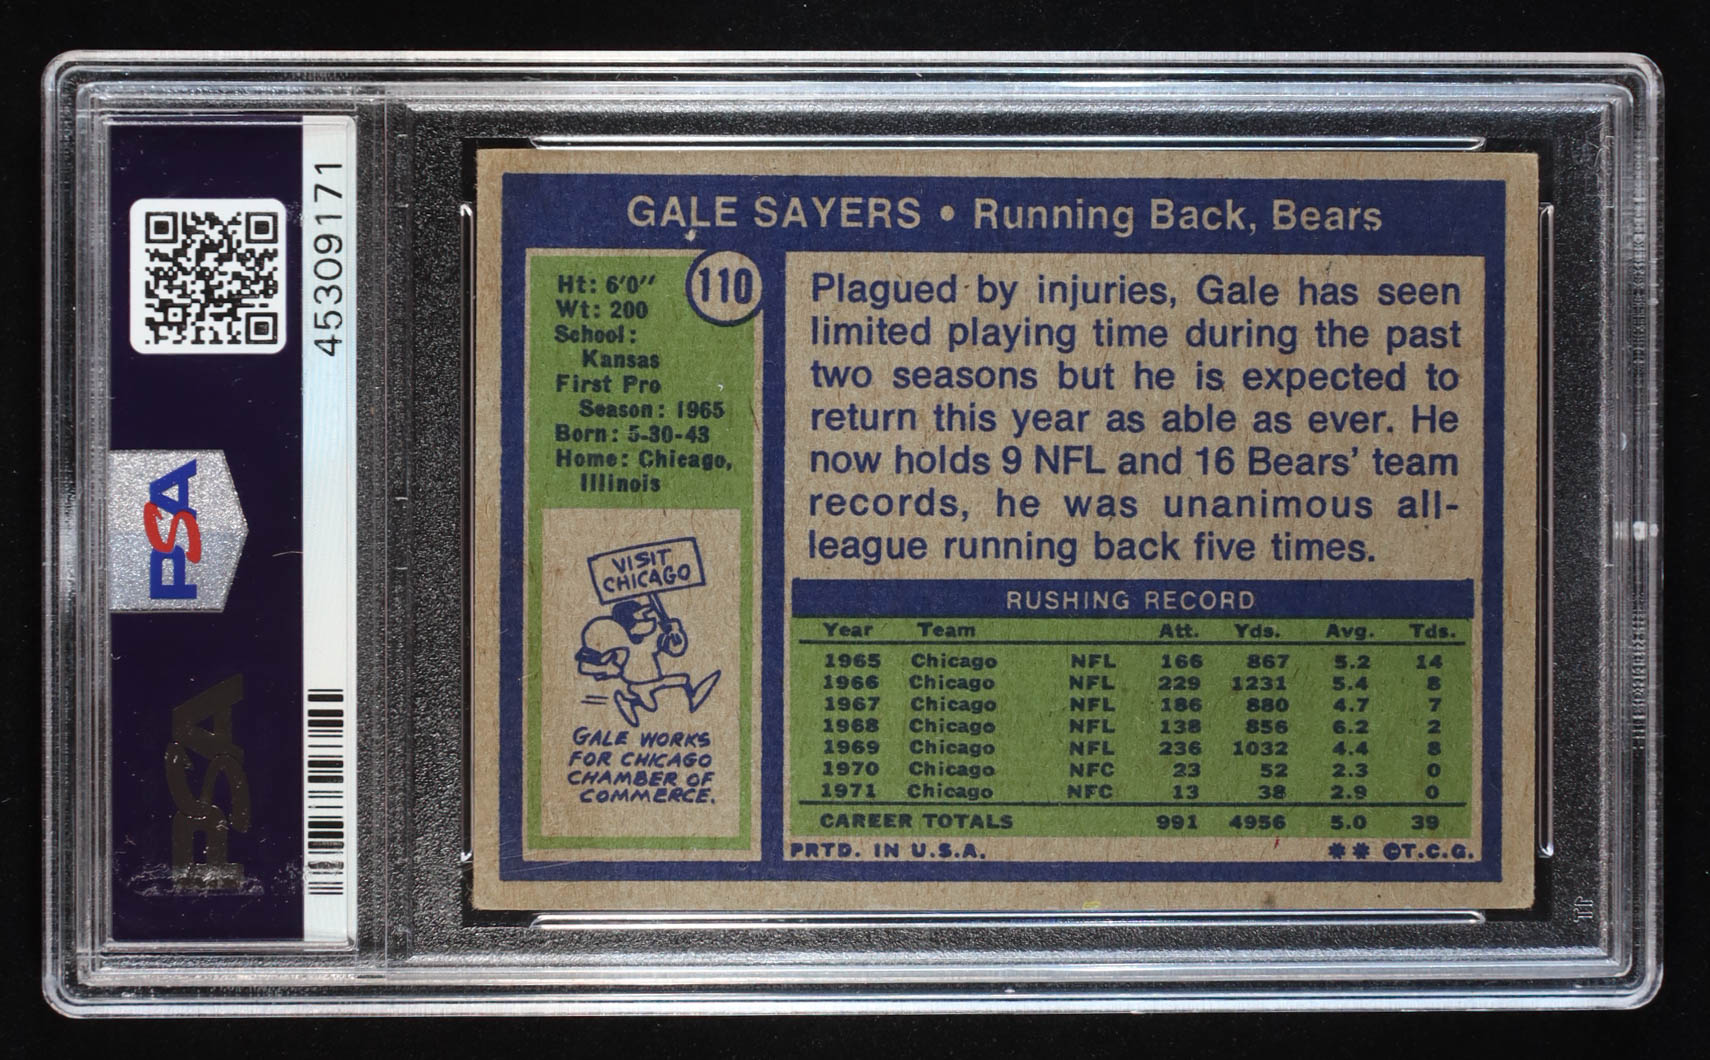 45309171
PSA
PSA
GALE SAYERS • Running Back, Bears
110
Ht: 6'0''
Wt: 200
School:
Kansas
First Pro
Season: 1965
Born: 5-30-43
Home: Chicago,
Illinois
VISIT
CHICAGO
GALE WORKS
FOR CHICAGO
CHAMBER OF
COMMERCE.
Plagued by injuries, Gale has seen
limited playing time during the past
two seasons but he is expected to
return this year as able as ever. He
now holds 9 NFL and 16 Bears' team
records, he was unanimous all-
league running back five times.
RUSHING RECORD
Year Team Att. Yds. Avg. Tds.
1965 Chicago NFL 166 867 5.2 14
1966 Chicago NFL 229 1231 5.4 8
1967 Chicago NFL 186 880 4.7 7
1968 Chicago NFL 138 856 6.2 2
1969 Chicago NFL 236 1032 4.4 8
1970 Chicago NFC 23 52 2.3 0
1971 Chicago NFC 13 38 2.9 0
CAREER TOTALS 991 4956 5.0 39
PRTD. IN U.S.A. ** ©T.C.G.